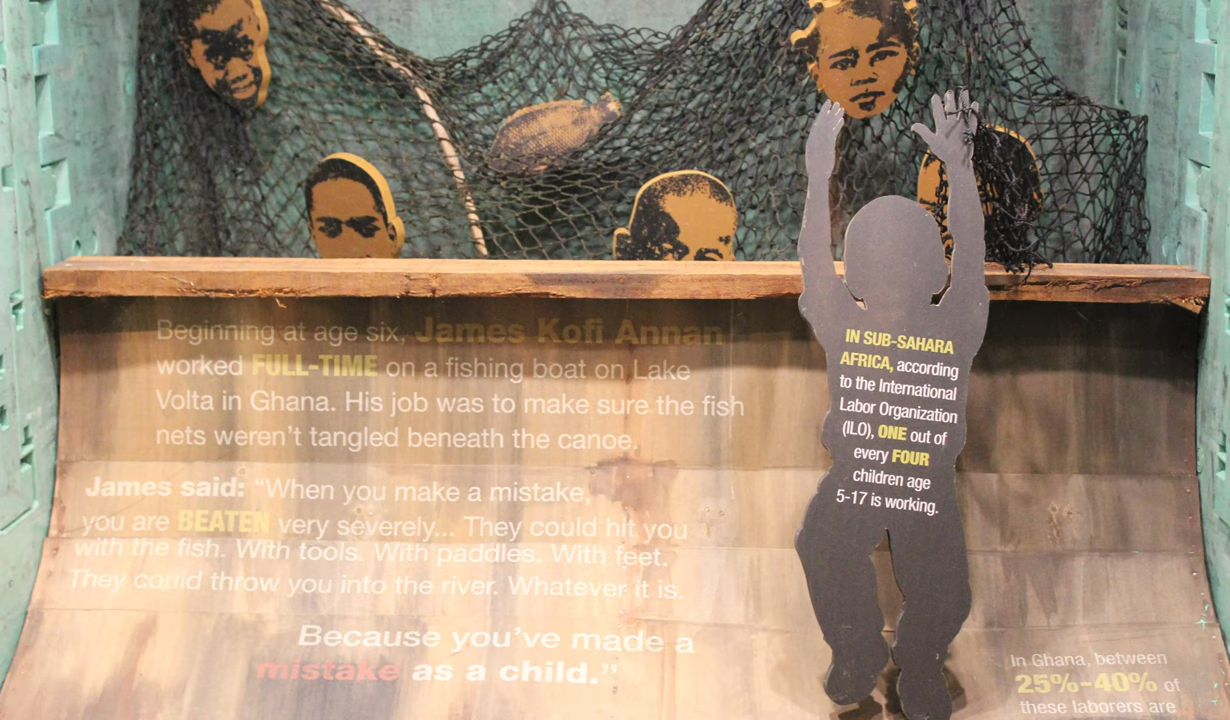 Beginning at age six, James Kofi Annan
worked FULL-TIME on a fishing boat on Lake
Volta in Ghana. His job was to make sure the fish
nets weren't tangled beneath the canoe.
James said: “When you make a mistake,
you are BEATEN very severely... They could hit you
with the fish. With tools. With paddles. With feet.
They could throw you into the river. Whatever it is.
Because you've made a
mistake as a child.”
IN SUB-SAHARA
AFRICA, according
to the International
Labor Organization
(ILO), ONE out of
every FOUR
children age
5-17 is working.
In Ghana, between
25%-40% of
these laborers are